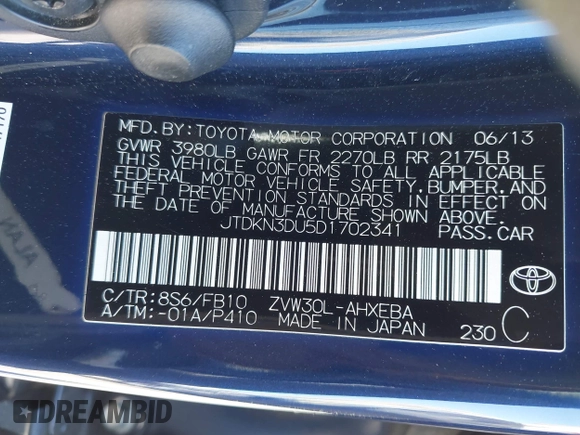 MFD. BY: TOYOTA MOTOR CORPORATION 06/13
GVWR 3980LB GAWR FR 2270LB RR 2175LB
THIS VEHICLE CONFORMS TO ALL APPLICABLE
FEDERAL MOTOR VEHICLE SAFETY, BUMPER, AND
THEFT PREVENTION STANDARDS IN EFFECT ON
THE DATE OF MANUFACTURE SHOWN ABOVE.
JTDKN3DU5D1702341 PASS. CAR
C/TR: 8S6/FB10 ZVW30L-AHXEBA
A/TM: -01A/P410 MADE IN JAPAN 230 C
DREAMBID